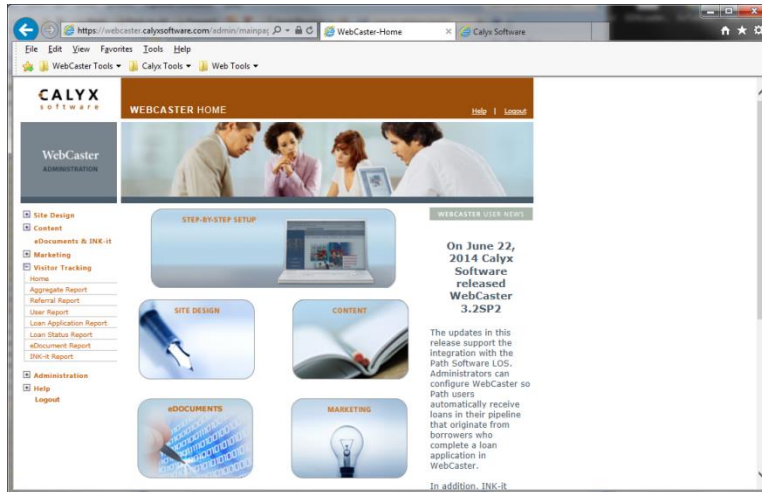 https://webcaster.calyxsoftware.com/admin/mainpag
WebCaster-Home
Calyx Software
File Edit View Favorites Tools Help
WebCaster Tools
Calyx Tools
Web Tools
CALYX
software
WEBCASTER HOME
Help | Logout
WebCaster
ADMINISTRATION
Site Design
Content
eDocuments & INK-it
Marketing
Visitor Tracking
Home
Aggregate Report
Referral Report
User Report
Loan Application Report
Loan Status Report
eDocument Report
INK-it Report
Administration
Help
Logout
STEP-BY-STEP SETUP
SITE DESIGN
CONTENT
eDOCUMENTS
MARKETING
WEBCASTER USER NEWS
On June 22,
2014 Calyx
Software
released
WebCaster
3.2SP2
The updates in this
release support the
integration with the
Path Software LOS.
Administrators can
configure WebCaster so
Path users
automatically receive
loans in their pipeline
that originate from
borrowers who
complete a loan
application in
WebCaster.
In addition, INK-it